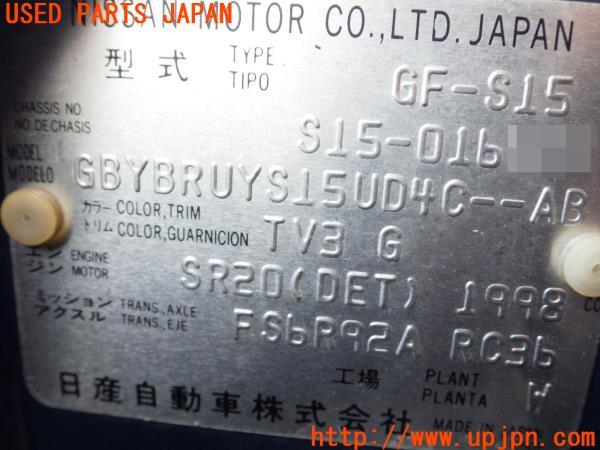 USED PARTS JAPAN
NISSAN MOTOR CO.,LTD. JAPAN
型式 TYPE TIPO GF-S15
CHASSIS NO NO.DE CHASIS S15-016
MODEL MODELO GBYBRUYS15UD4C--AB
カラー トリム COLOR,TRIM COLOR,GUARNICION TV3 G
エンジン ENGINE MOTOR SR20(DET) 1998 CC
ミッション アクスル TRANS.,AXLE TRANS.,EJE FS6R92A RC36
工場 PLANT PLANTA W
日産自動車株式会社 MADE IN JAPAN
http://www.upjpn.com